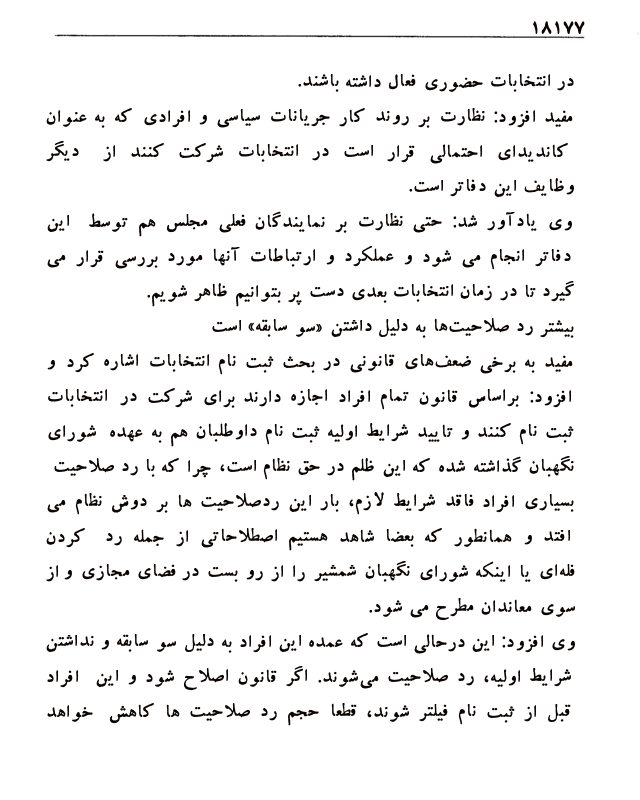 ۱۸۱۷۷
در انتخابات حضوری فعال داشته باشند.
مفید افزود: نظارت بر روند کار جریانات سیاسی و افرادی که به عنوان
کاندیدای احتمالی قرار است در انتخابات شرکت کنند از دیگر
وظایف این دفاتر است.
وی یادآور شد: حتی نظارت بر نمایندگان فعلی مجلس هم توسط این
دفاتر انجام می شود و عملکرد و ارتباطات آنها مورد بررسی قرار می
گیرد تا در زمان انتخابات بعدی دست پر بتوانیم ظاهر شویم.
بیشتر رد صلاحیت‌ها به دلیل داشتن «سو سابقه» است
مفید به برخی ضعف‌های قانونی در بحث ثبت نام انتخابات اشاره کرد و
افزود: براساس قانون تمام افراد اجازه دارند برای شرکت در انتخابات
ثبت نام کنند و تایید شرایط اولیه ثبت نام داوطلبان هم به عهده شورای
نگهبان گذاشته شده که این ظلم در حق نظام است، چرا که با رد صلاحیت
بسیاری افراد فاقد شرایط لازم، بار این ردصلاحیت ها بر دوش نظام می
افتد و همانطور که بعضا شاهد هستیم اصطلاحاتی از جمله رد کردن
فله‌ای یا اینکه شورای نگهبان شمشیر را از رو بست در فضای مجازی و از
سوی معاندان مطرح می شود.
وی افزود: این درحالی است که عمده این افراد به دلیل سو سابقه و نداشتن
شرایط اولیه، رد صلاحیت می‌شوند. اگر قانون اصلاح شود و این افراد
قبل از ثبت نام فیلتر شوند، قطعا حجم رد صلاحیت ها کاهش خواهد